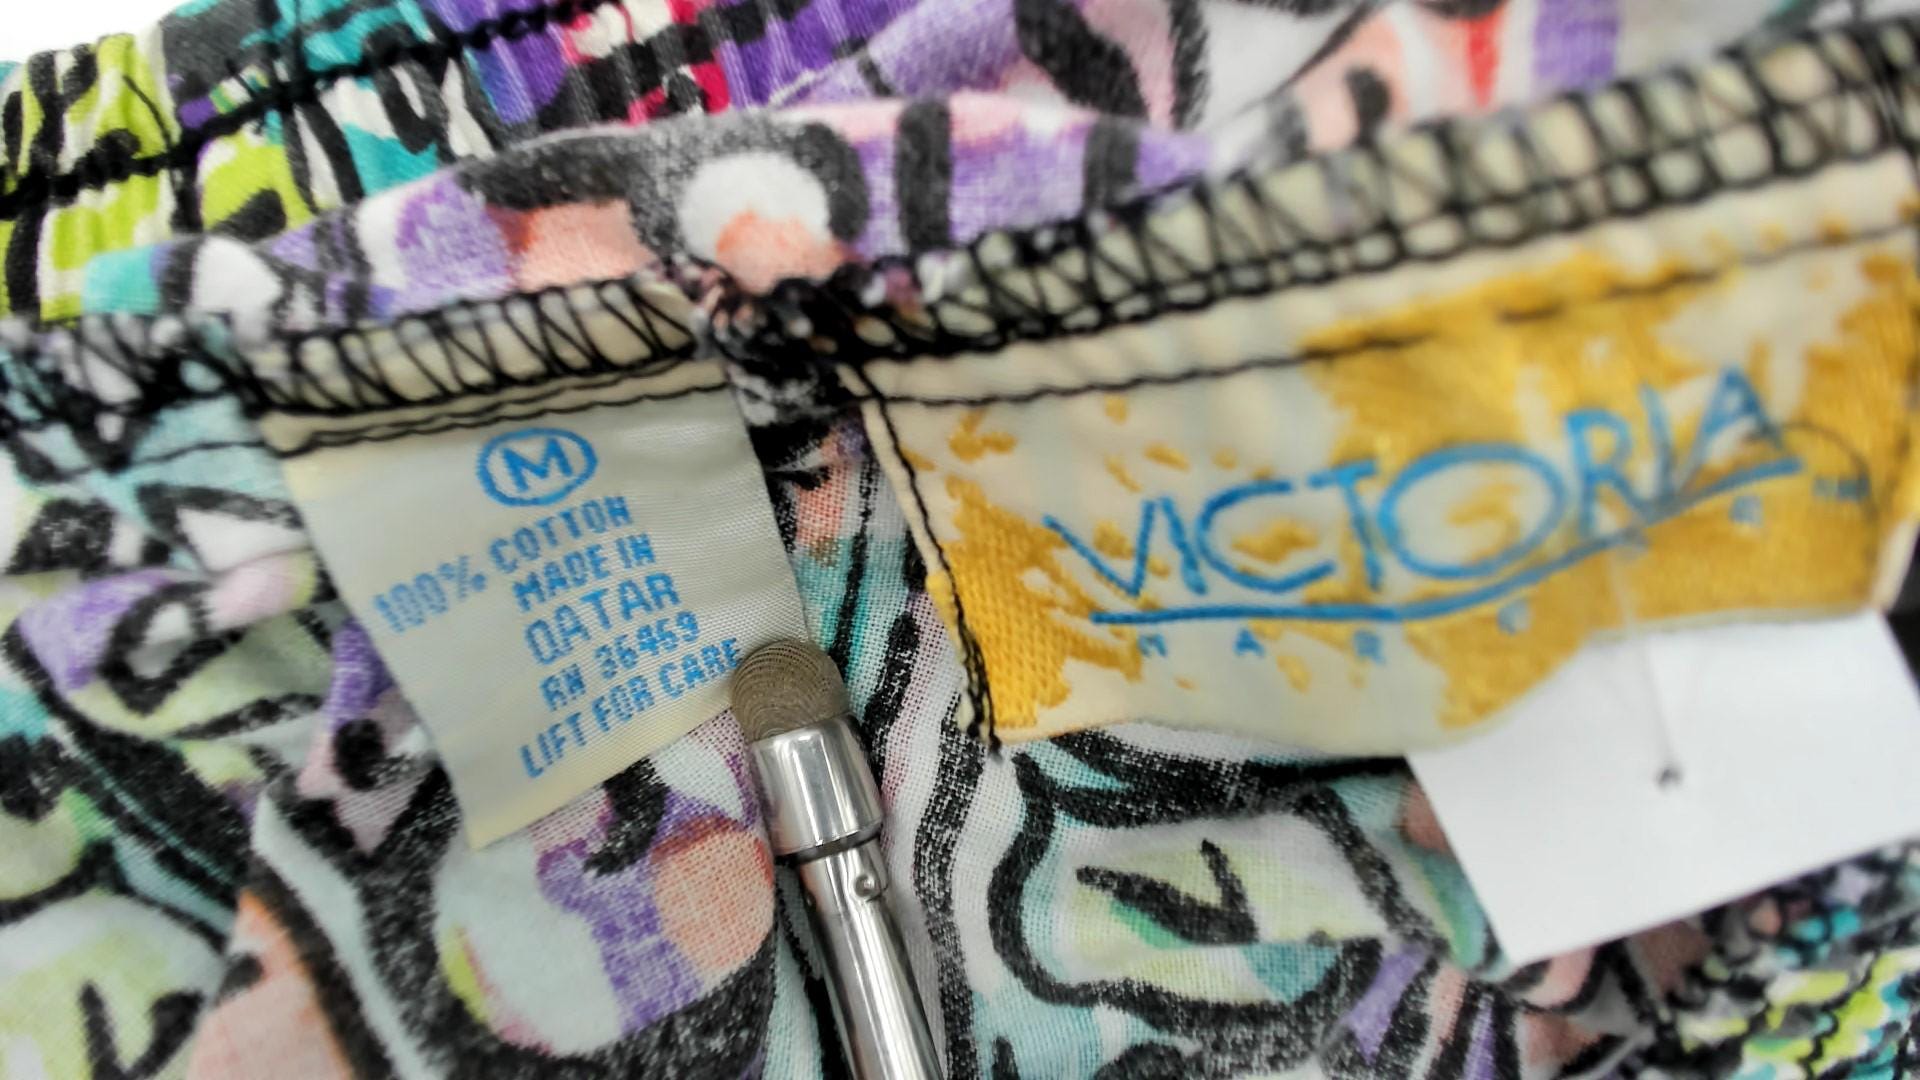 M
100% COTTON
MADE IN
QATAR
RN 36469
LIFT FOR CARE
VICTORIA